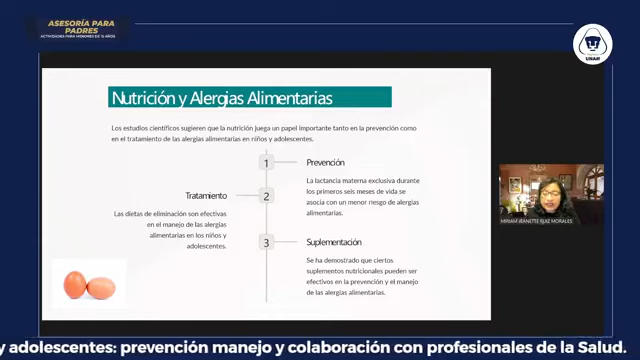 ASESORÍA PARA
PADRES
ACTIVIDADES PARA MENORES DE 15 AÑOS
UNAM
Nutrición y Alergias Alimentarias
Los estudios científicos sugieren que la nutrición juega un papel importante tanto en la prevención como
en el tratamiento de las alergias alimentarias en niños y adolescentes.
1
Prevención
La lactancia materna exclusiva durante
los primeros seis meses de vida se
asocia con un menor riesgo de alergias
alimentarias.
Tratamiento
2
Las dietas de eliminación son efectivas
en el manejo de las alergias
alimentarias en los niños y
adolescentes.
3
Suplementación
Se ha demostrado que ciertos
suplementos nutricionales pueden ser
efectivos en la prevención y el manejo
de las alergias alimentarias.
MIRIAM JEANETTE RUIZ MORALES
y adolescentes: prevención manejo y colaboración con profesionales de la Salud.